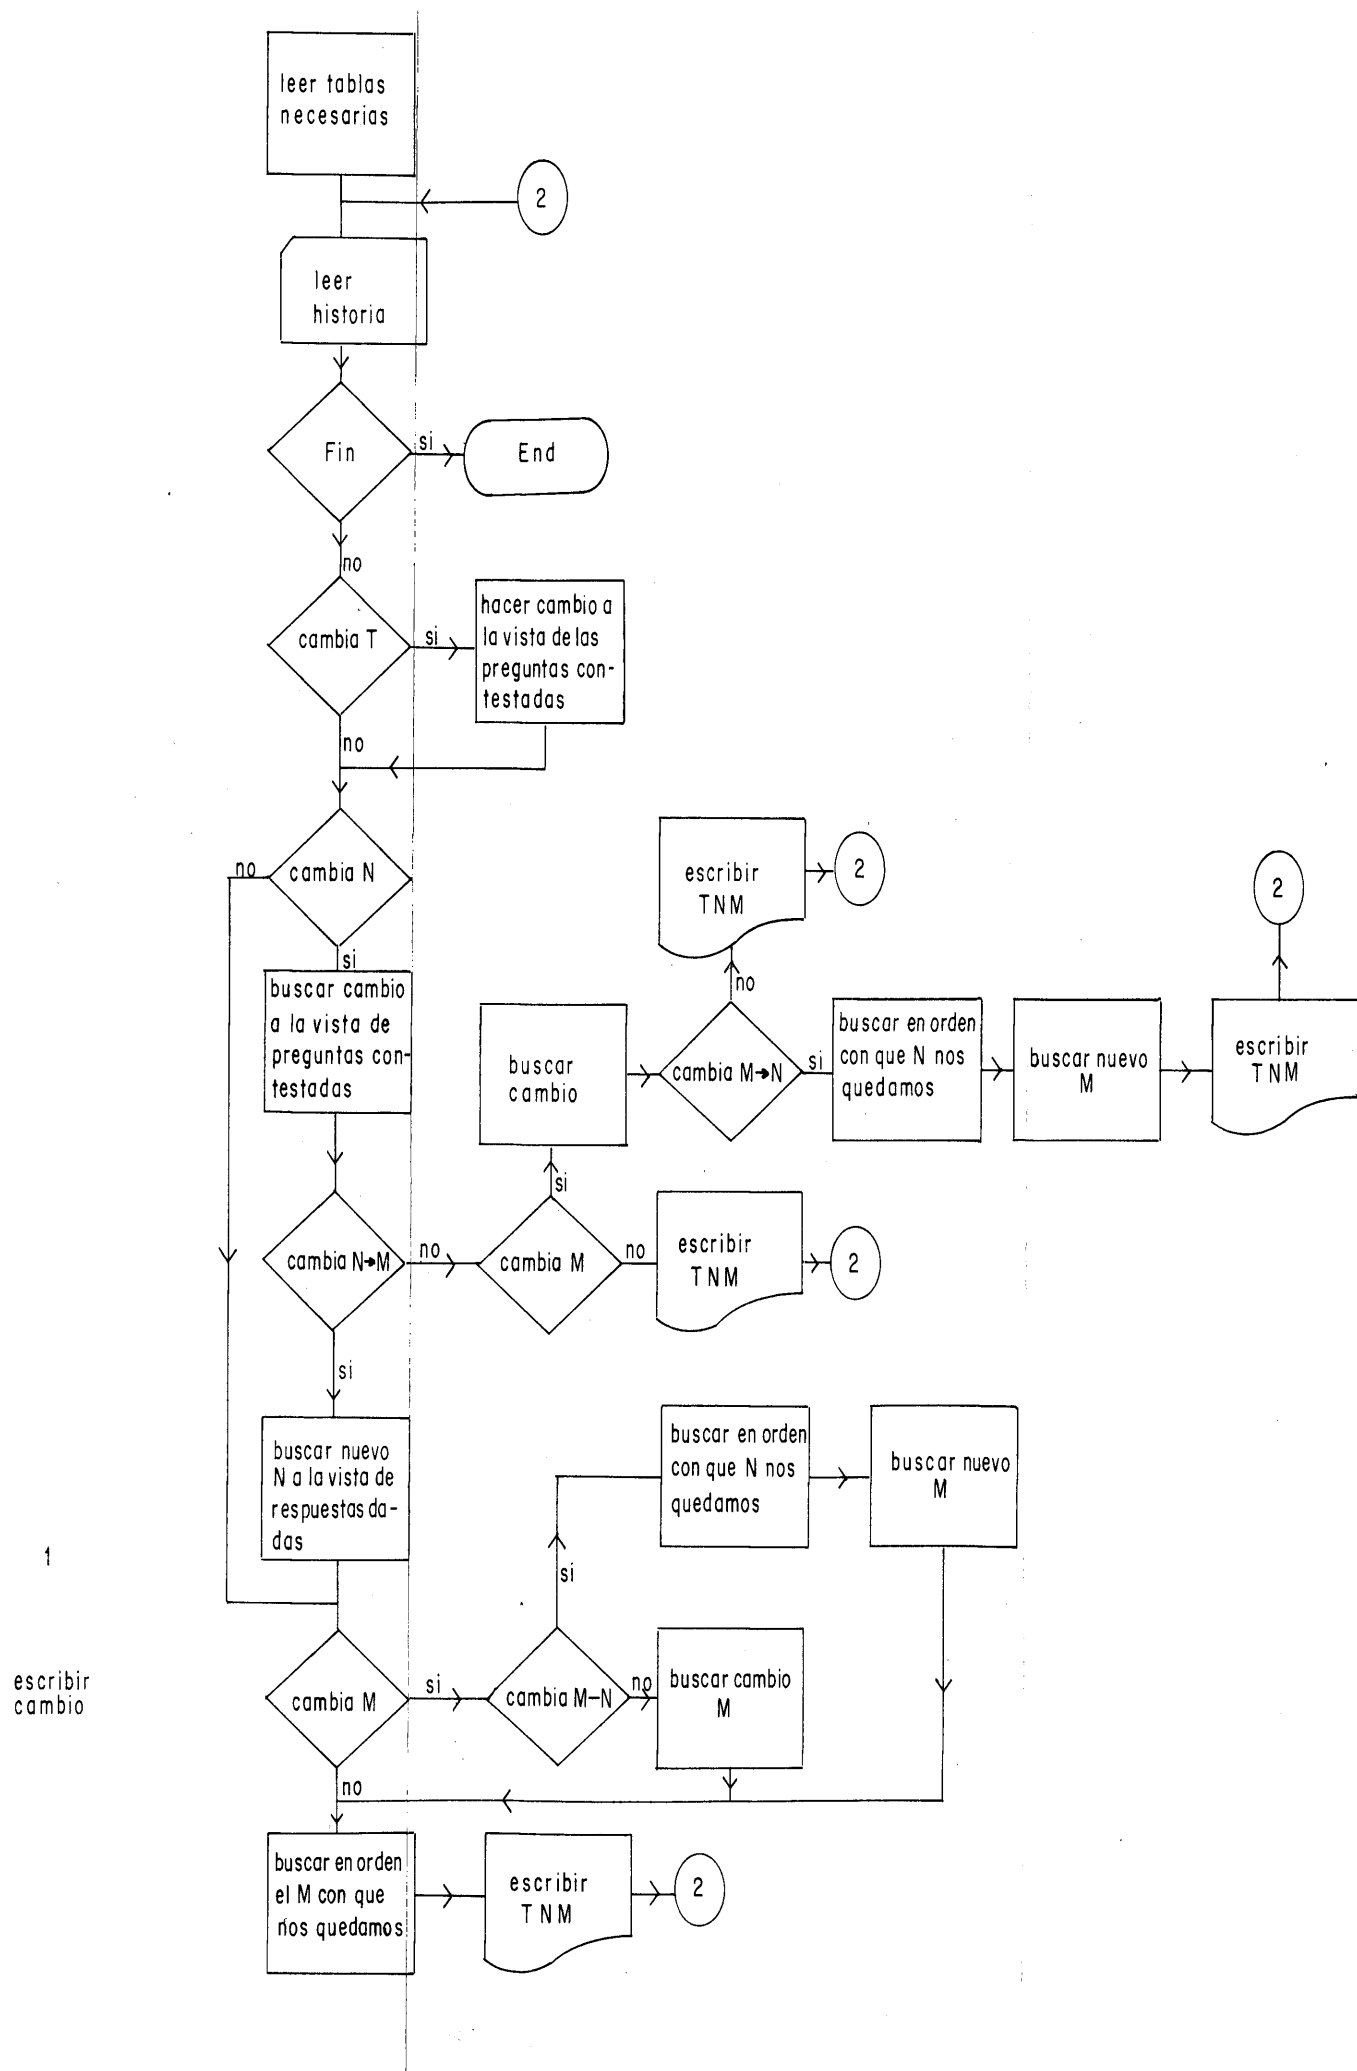 leer tablas
necesarias
2
leer
historia
Fin
si
End
no
cambia T
si
hacer cambio a
la vista de las
preguntas con-
testadas
no
cambia N
no
si
buscar cambio
a la vista de
preguntas con-
testadas
cambia N→M
no
cambia M
si
buscar
cambio
cambia M→N
no
escribir
TNM
2
si
buscar en orden
con que N nos
quedamos
buscar nuevo
M
escribir
TNM
2
no
escribir
TNM
2
si
buscar nuevo
N a la vista de
respuestas da-
das
1
escribir
cambio
cambia M
si
cambia M-N
si
buscar en orden
con que N nos
quedamos
buscar nuevo
M
no
buscar cambio
M
no
buscar en orden
el M con que
nos quedamos
escribir
TNM
2